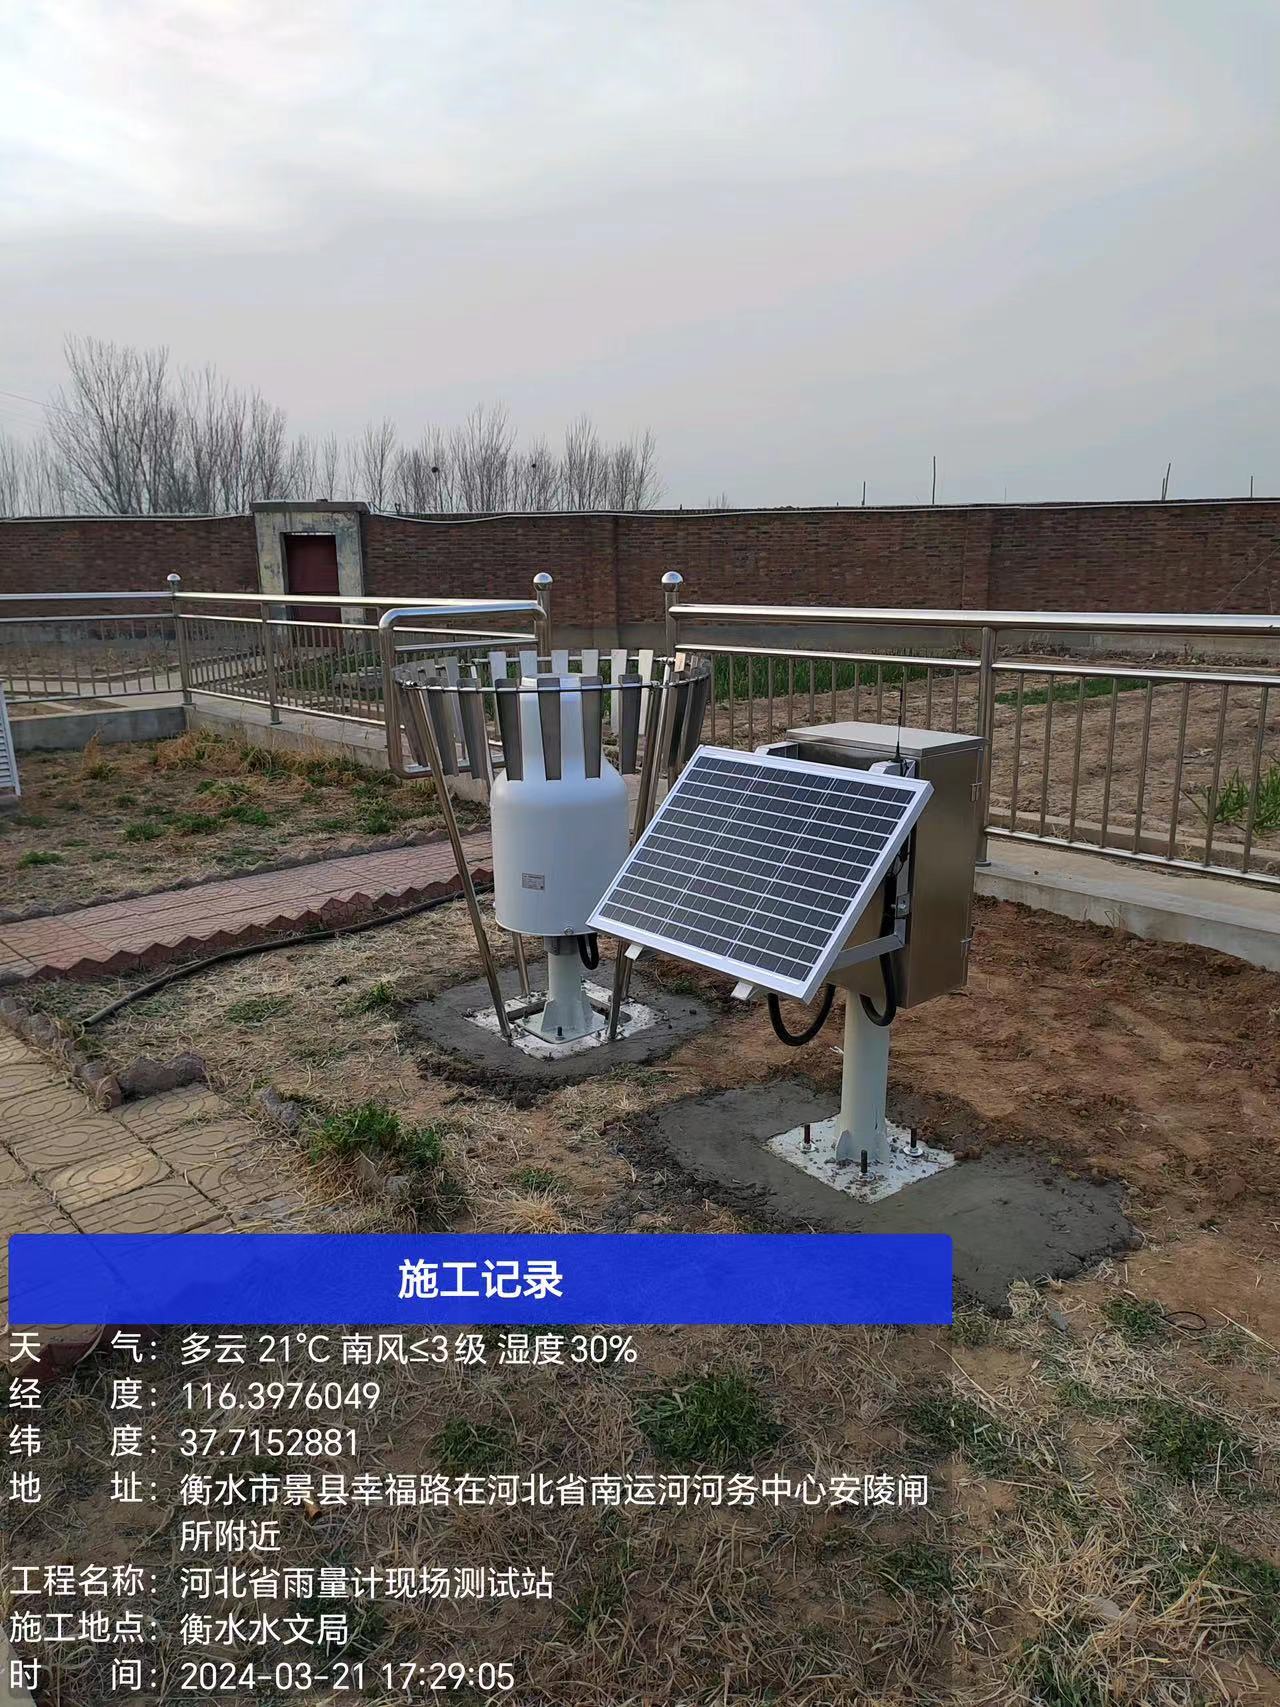 施工记录
天 气：多云 21℃ 南风≤3级 湿度30%
经 度：116.3976049
纬 度：37.7152881
地 址：衡水市景县幸福路在河北省南运河河务中心安陵闸
所附近
工程名称：河北省雨量计现场测试站
施工地点：衡水水文局
时 间：2024-03-21 17:29:05